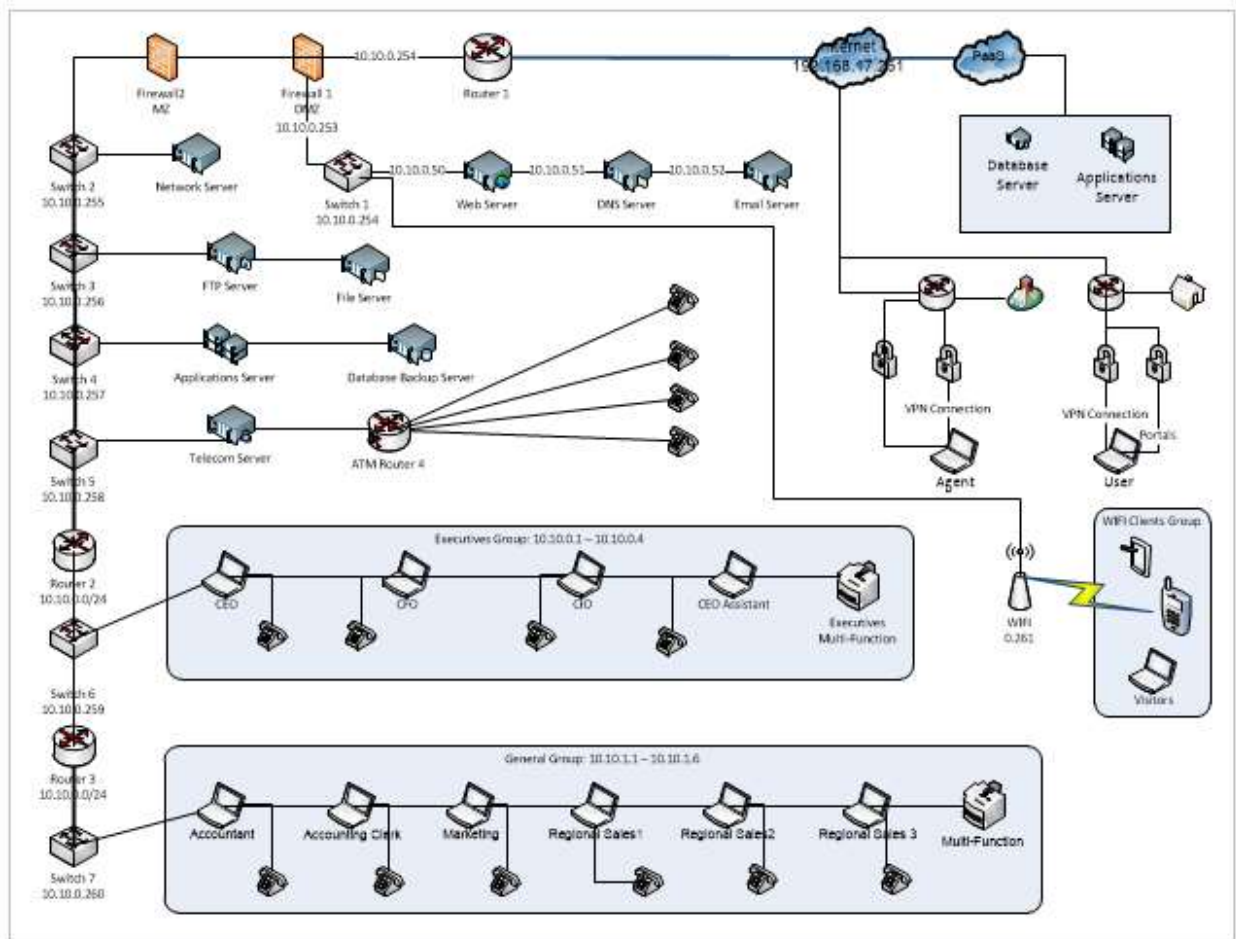 Internet
192.168.47.251
PaaS
10.10.0.254
Firewall2
MZ
Firewall 1
DMZ
10.10.0.253
Router 1
Database
Server
Applications
Server
Switch 2
10.10.0.255
Network Server
Switch 1
10.10.0.254
10.10.0.50
Web Server
10.10.0.51
DNS Server
10.10.0.52
Email Server
Switch 3
10.10.0.256
FTP Server
File Server
Switch 4
10.10.0.257
Applications Server
Database Backup Server
Switch 5
10.10.0.258
Telecom Server
ATM Router 4
VPN Connection
Agent
VPN Connection
Portals
User
WIFI Clients Group
Visitors
WIFI
0.261
Router 2
10.10.0.0/24
Executives Group: 10.10.0.1 – 10.10.0.4
CEO
CFO
CIO
CEO Assistant
Executives
Multi-Function
Switch 6
10.10.0.259
Router 3
10.10.0.0/24
General Group: 10.10.1.1 – 10.10.1.6
Accountant
Accounting Clerk
Marketing
Regional Sales1
Regional Sales2
Regional Sales 3
Multi-Function
Switch 7
10.10.0.260